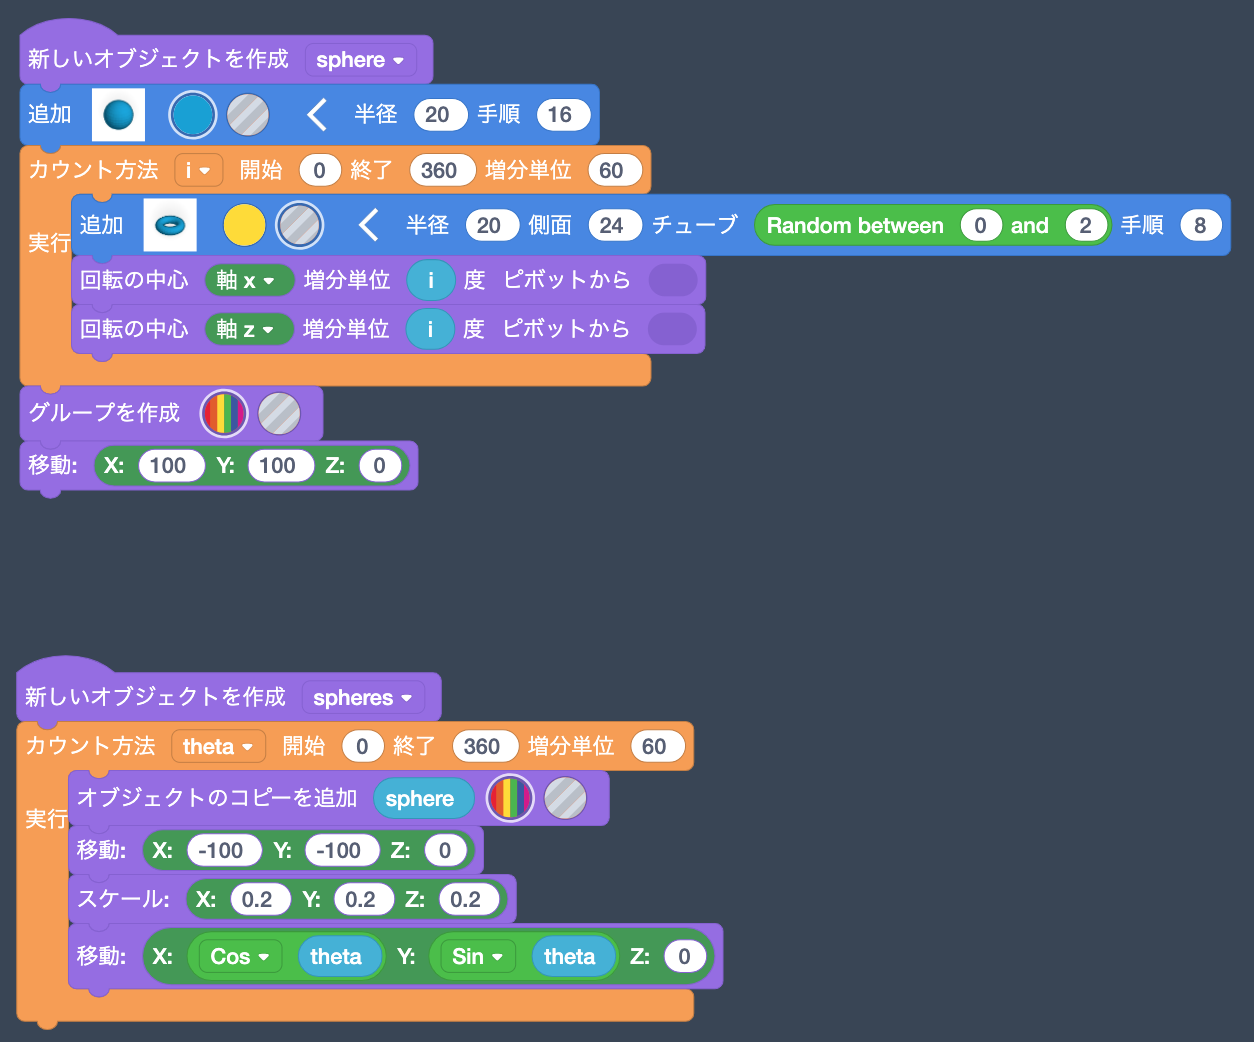 新しいオブジェクトを作成 sphere
追加 半径 20 手順 16
カウント方法 i 開始 0 終了 360 増分単位 60
実行 追加 半径 20 側面 24 チューブ Random between 0 and 2 手順 8
回転の中心 軸 x 増分単位 i 度 ピボットから
回転の中心 軸 z 増分単位 i 度 ピボットから
グループを作成
移動: X: 100 Y: 100 Z: 0
新しいオブジェクトを作成 spheres
カウント方法 theta 開始 0 終了 360 増分単位 60
実行 オブジェクトのコピーを追加 sphere
移動: X: -100 Y: -100 Z: 0
スケール: X: 0.2 Y: 0.2 Z: 0.2
移動: X: Cos theta Y: Sin theta Z: 0